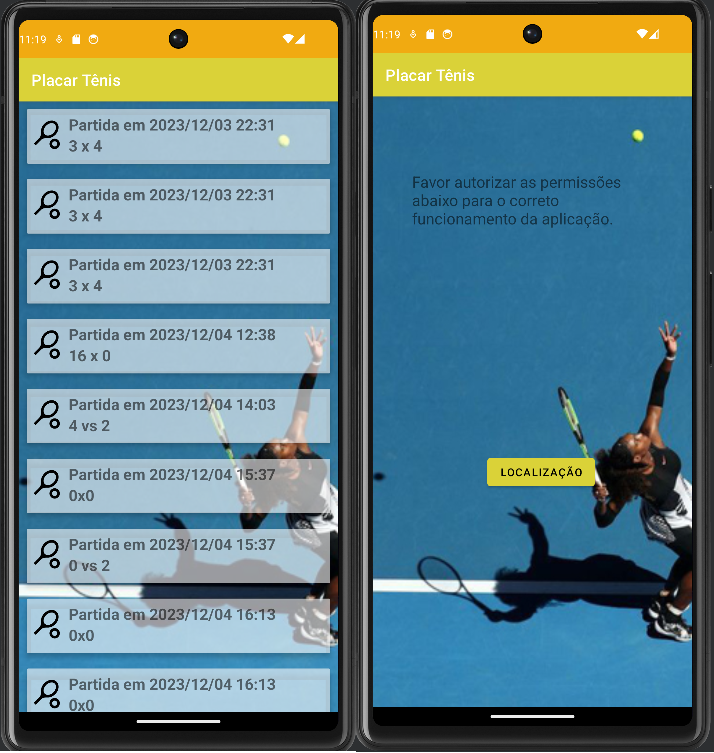 11:19
Placar Tênis
Partida em 2023/12/03 22:31
3 x 4
Partida em 2023/12/03 22:31
3 x 4
Partida em 2023/12/03 22:31
3 x 4
Partida em 2023/12/04 12:38
16 x 0
Partida em 2023/12/04 14:03
4 vs 2
Partida em 2023/12/04 15:37
0x0
Partida em 2023/12/04 15:37
0 vs 2
Partida em 2023/12/04 16:13
0x0
Partida em 2023/12/04 16:13
0x0
11:19
Placar Tênis
Favor autorizar as permissões
abaixo para o correto
funcionamento da aplicação.
LOCALIZAÇÃO